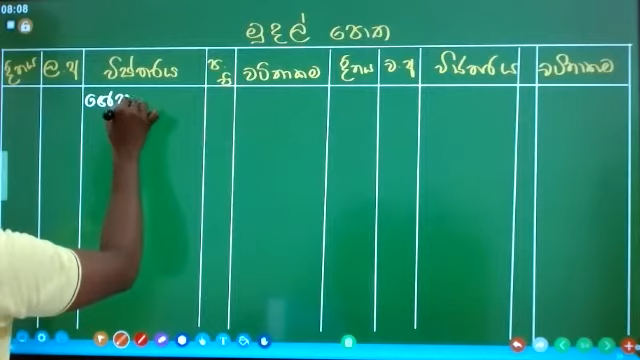 08:08
මුදල් පොත
දිනය ල.අ විස්තරය ප.සි වටිනාකම දිනය ව.අ විස්තරය වටිනාකම